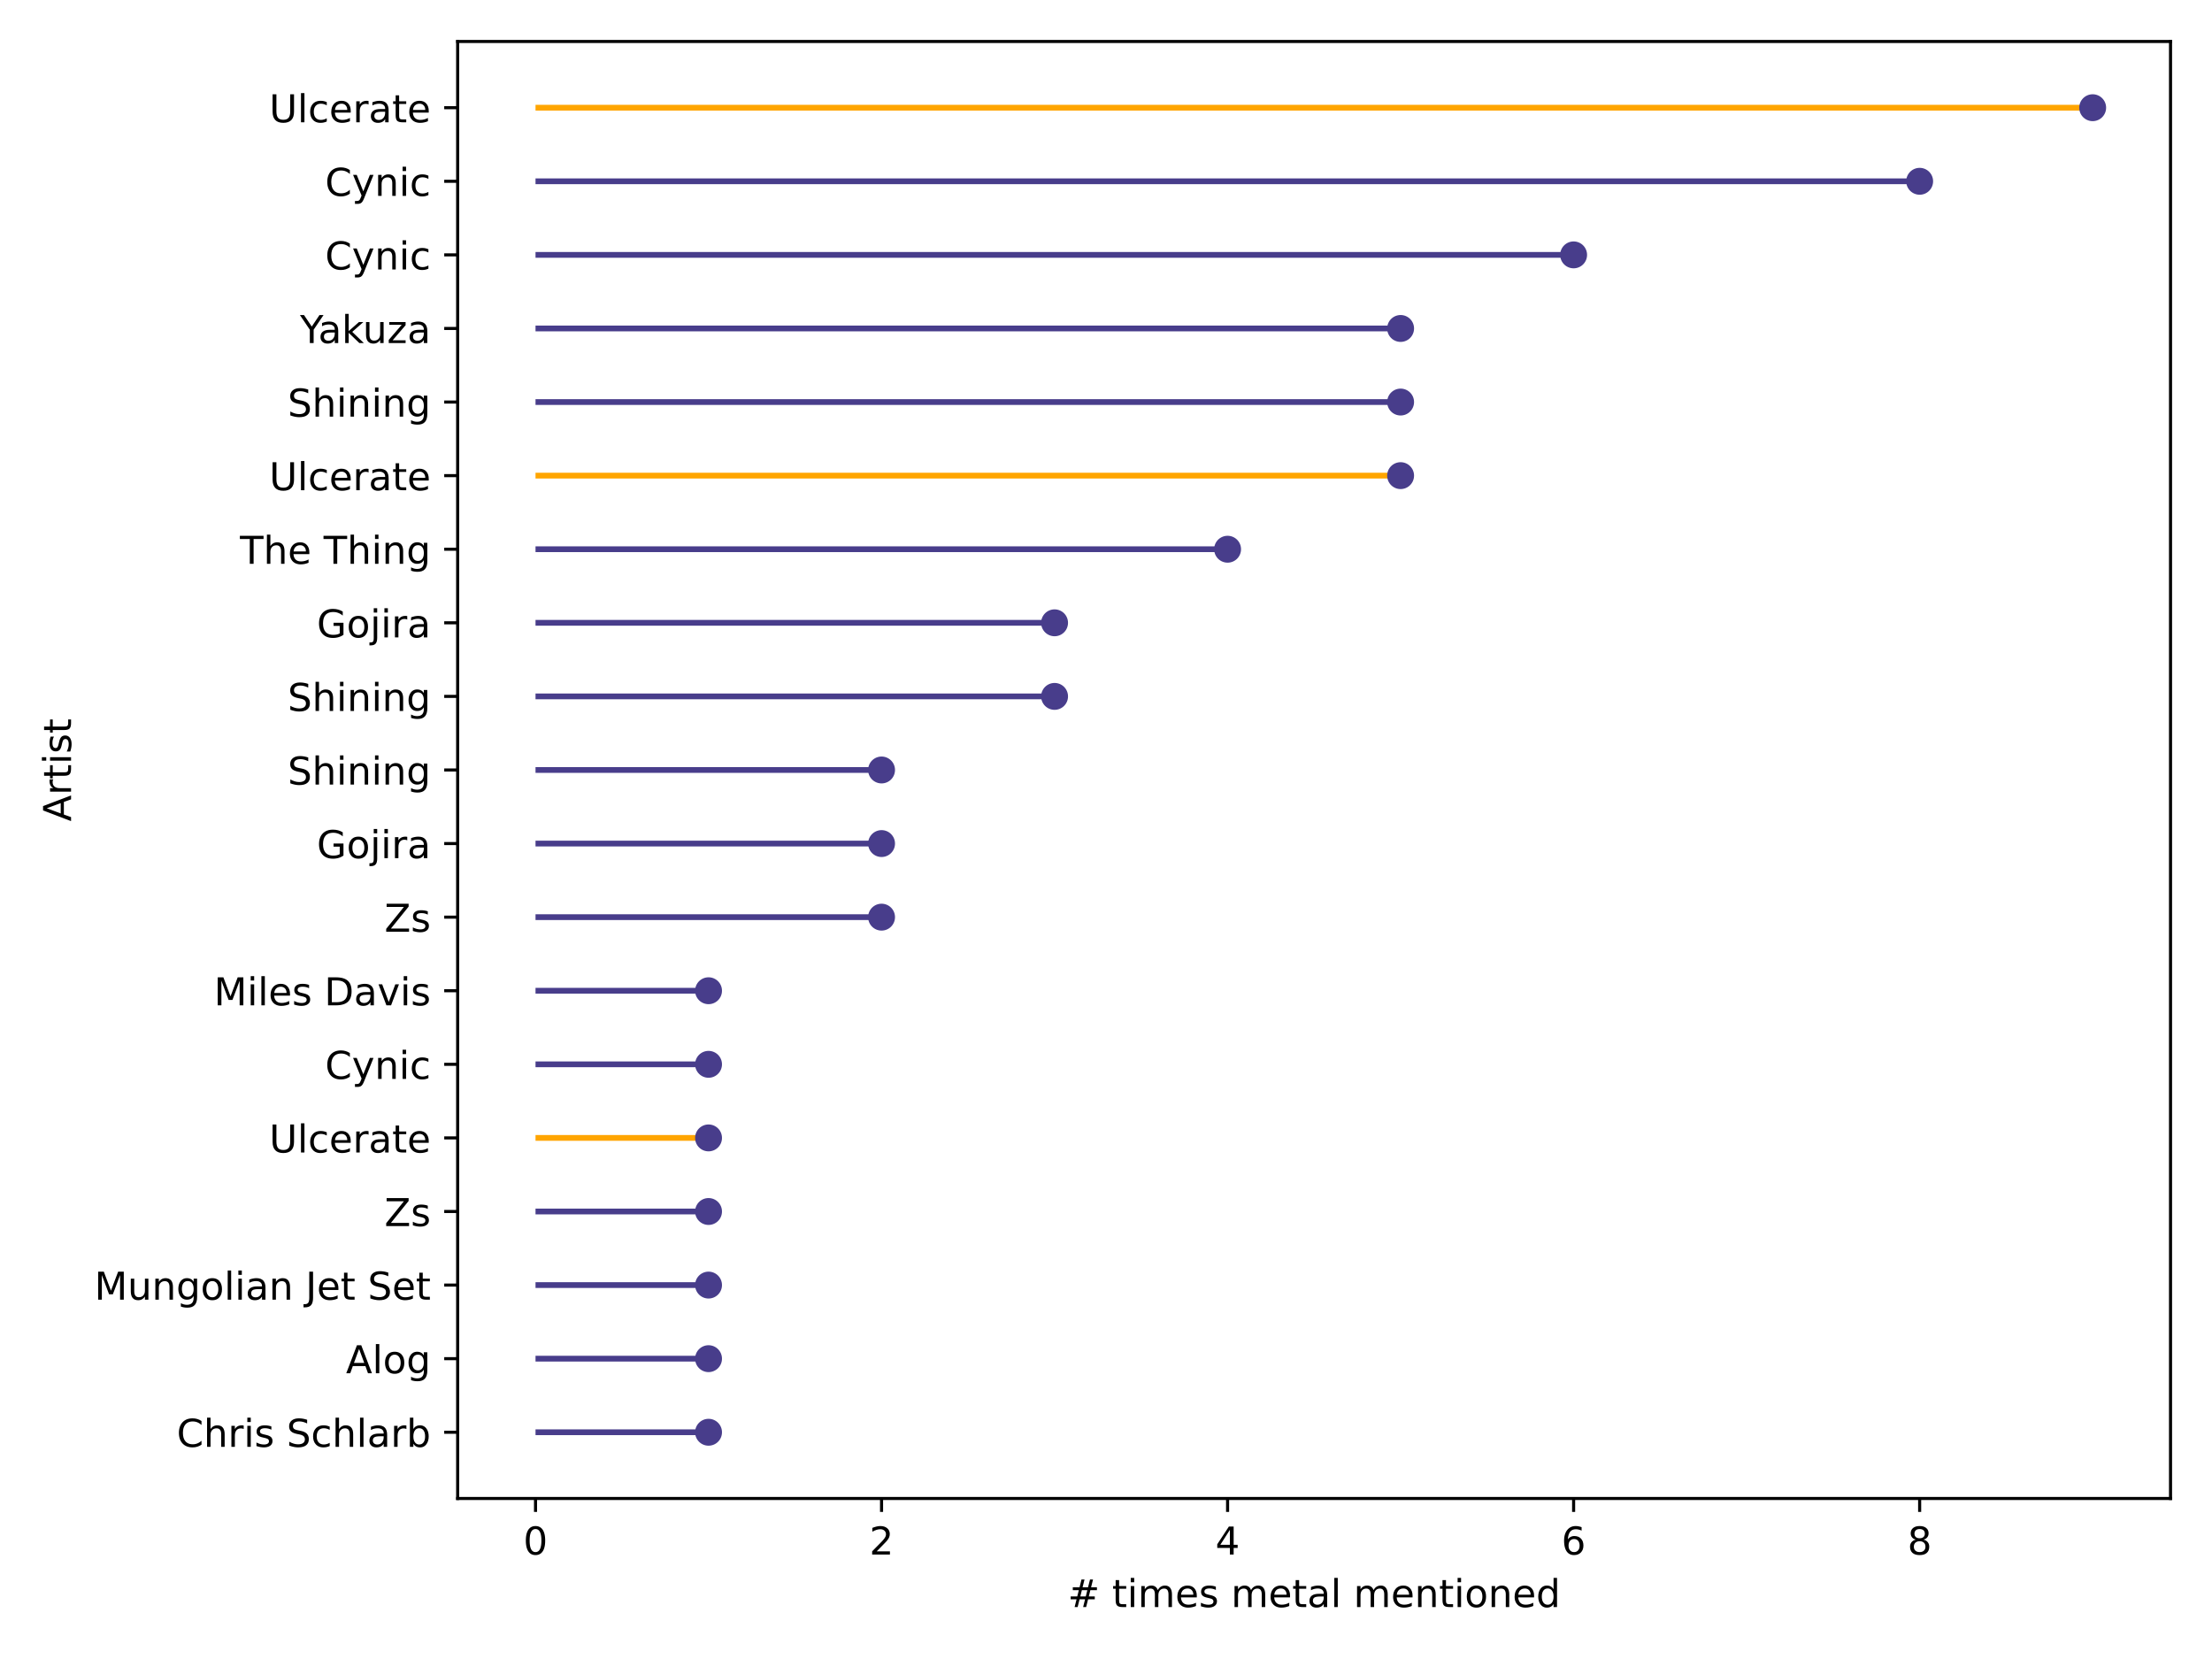 Ulcerate
Cynic
Cynic
Yakuza
Shining
Ulcerate
The Thing
Gojira
Shining
Shining
Gojira
Zs
Miles Davis
Cynic
Ulcerate
Zs
Mungolian Jet Set
Alog
Chris Schlarb
Artist
0 2 4 6 8
# times metal mentioned